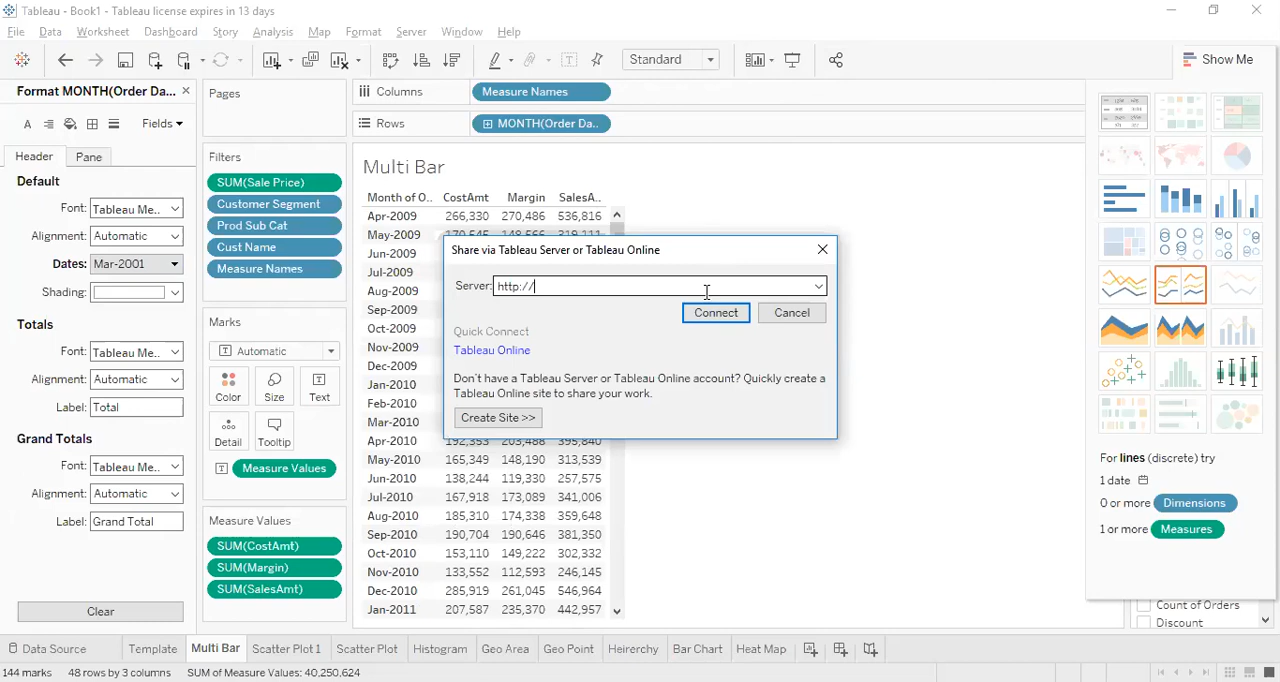 Tableau - Book1 - Tableau license expires in 13 days
File Data Worksheet Dashboard Story Analysis Map Format Server Window Help
Standard
Show Me
Format MONTH(Order Da...
Fields
Header Pane
Default
Font: Tableau Me...
Alignment: Automatic
Dates: Mar-2001
Shading:
Totals
Font: Tableau Me...
Alignment: Automatic
Label: Total
Grand Totals
Font: Tableau Me...
Alignment: Automatic
Label: Grand Total
Clear
Pages
Filters
SUM(Sale Price)
Customer Segment
Prod Sub Cat
Cust Name
Measure Names
Marks
Automatic
Color Size Text
Detail Tooltip
Measure Values
Measure Values
SUM(CostAmt)
SUM(Margin)
SUM(SalesAmt)
Columns Measure Names
Rows MONTH(Order Da..
Multi Bar
Month of O.. CostAmt Margin SalesA..
Apr-2009 266,330 270,486 536,816
May-2009
Jun-2009
Jul-2009
Aug-2009
Sep-2009
Oct-2009
Nov-2009
Dec-2009
Jan-2010
Feb-2010
Mar-2010
Apr-2010 192,393 203,488 395,840
May-2010 165,349 148,190 313,539
Jun-2010 138,244 119,330 257,575
Jul-2010 167,918 173,089 341,006
Aug-2010 185,310 174,338 359,648
Sep-2010 190,704 190,646 381,350
Oct-2010 153,110 149,222 302,332
Nov-2010 133,552 112,593 246,145
Dec-2010 285,919 261,045 546,964
Jan-2011 207,587 235,370 442,957
Share via Tableau Server or Tableau Online
Server: http://
Connect Cancel
Quick Connect
Tableau Online
Don't have a Tableau Server or Tableau Online account? Quickly create a
Tableau Online site to share your work.
Create Site >>
For lines (discrete) try
1 date
0 or more Dimensions
1 or more Measures
Count of Orders
Discount
Data Source Template Multi Bar Scatter Plot 1 Scatter Plot Histogram Geo Area Geo Point Heirerchy Bar Chart Heat Map
144 marks 48 rows by 3 columns SUM of Measure Values: 40,250,624